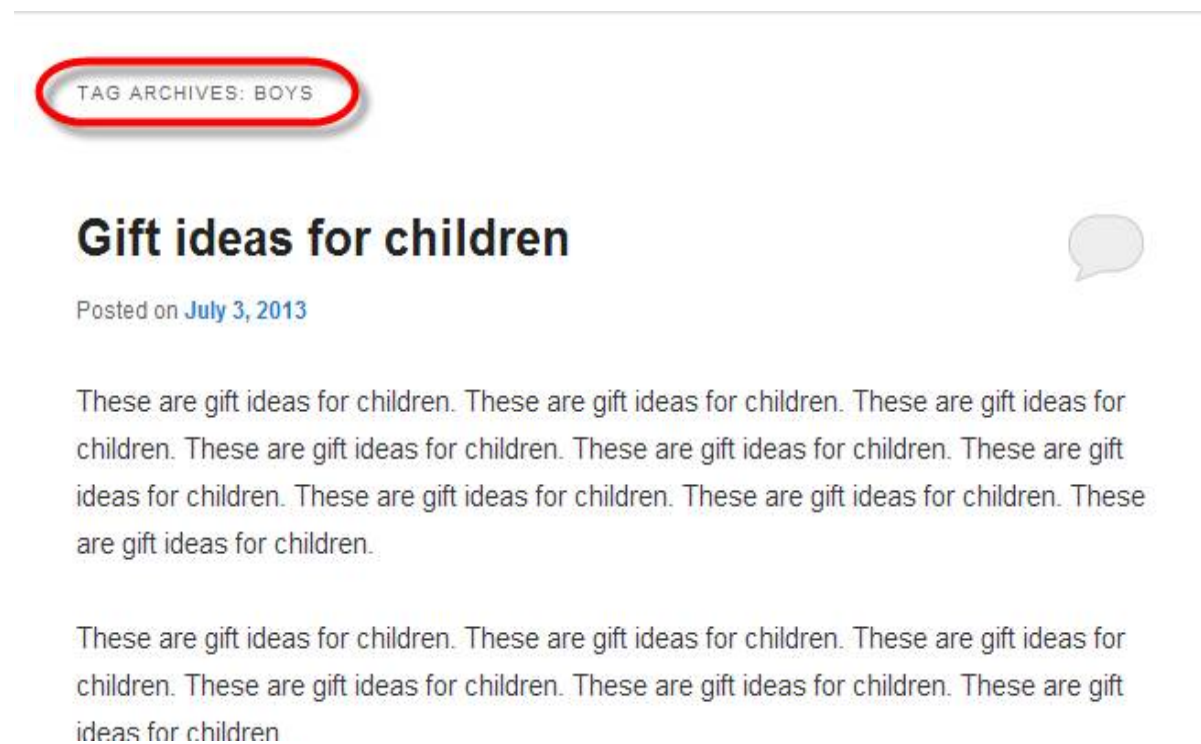 TAG ARCHIVES: BOYS
Gift ideas for children
Posted on July 3, 2013
These are gift ideas for children. These are gift ideas for children. These are gift ideas for
children. These are gift ideas for children. These are gift ideas for children. These are gift
ideas for children. These are gift ideas for children. These are gift ideas for children. These
are gift ideas for children.
These are gift ideas for children. These are gift ideas for children. These are gift ideas for
children. These are gift ideas for children. These are gift ideas for children. These are gift
ideas for children